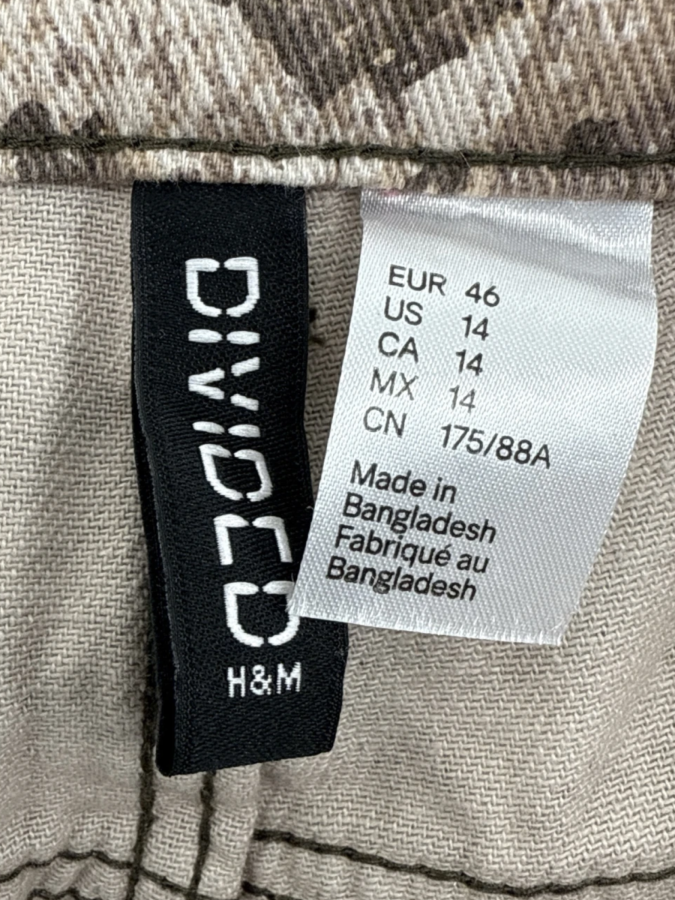 DIVIDED
H&M
EUR 46
US 14
CA 14
MX 14
CN 175/88A
Made in
Bangladesh
Fabriqué au
Bangladesh